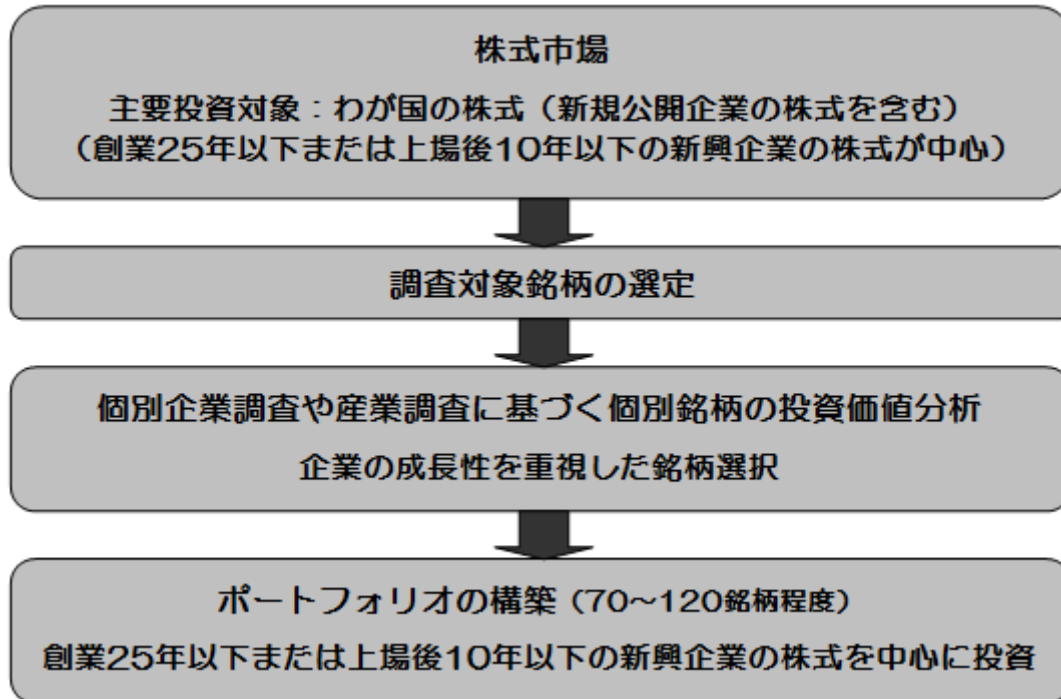 株式市場
主要投資対象：わが国の株式（新規公開企業の株式を含む）
（創業25年以下または上場後10年以下の新興企業の株式が中心）
調査対象銘柄の選定
個別企業調査や産業調査に基づく個別銘柄の投資価値分析
企業の成長性を重視した銘柄選択
ポートフォリオの構築（70～120銘柄程度）
創業25年以下または上場後10年以下の新興企業の株式を中心に投資